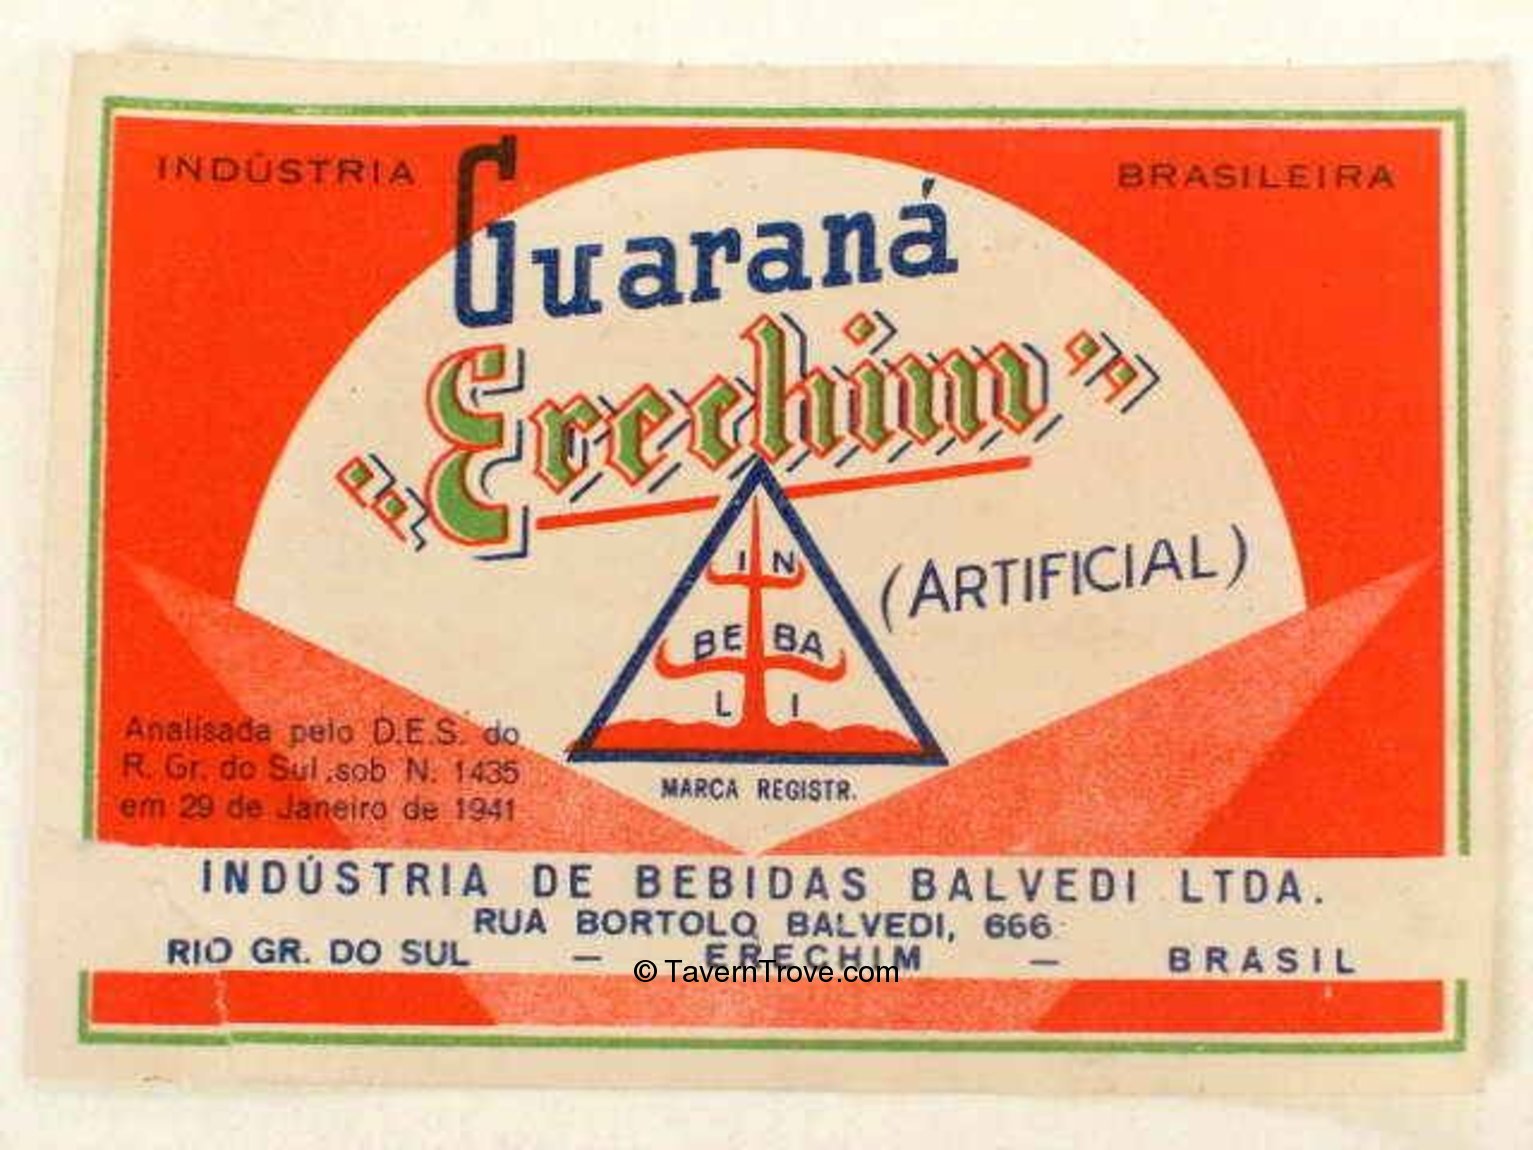 INDÚSTRIA BRASILEIRA
Guaraná
"Erechim"
(ARTIFICIAL)
IN
BEBA
LI
MARCA REGISTR.
Analisada pelo D.E.S. do
R. Gr. do Sul sob N. 1435
em 29 de Janeiro de 1941
INDÚSTRIA DE BEBIDAS BALVEDI LTDA.
RUA BORTOLO BALVEDI, 666
RIO GR. DO SUL — ERECHIM — BRASIL
© TavernTrove.com